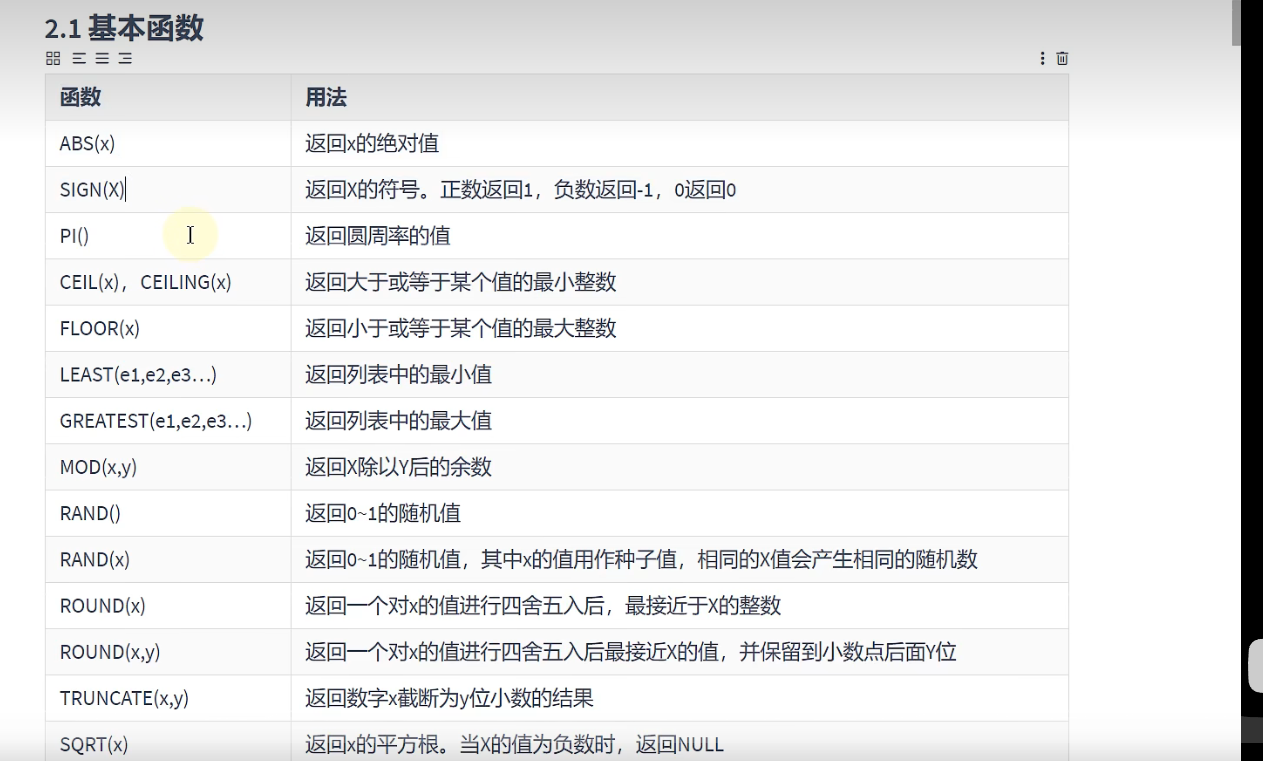 2.1 基本函数
函数 用法
ABS(x) 返回x的绝对值
SIGN(X) 返回X的符号。正数返回1，负数返回-1，0返回0
PI() 返回圆周率的值
CEIL(x)，CEILING(x) 返回大于或等于某个值的最小整数
FLOOR(x) 返回小于或等于某个值的最大整数
LEAST(e1,e2,e3…) 返回列表中的最小值
GREATEST(e1,e2,e3…) 返回列表中的最大值
MOD(x,y) 返回X除以Y后的余数
RAND() 返回0~1的随机值
RAND(x) 返回0~1的随机值，其中x的值用作种子值，相同的X值会产生相同的随机数
ROUND(x) 返回一个对x的值进行四舍五入后，最接近于X的整数
ROUND(x,y) 返回一个对x的值进行四舍五入后最接近X的值，并保留到小数点后面Y位
TRUNCATE(x,y) 返回数字x截断为y位小数的结果
SQRT(x) 返回x的平方根。当X的值为负数时，返回NULL